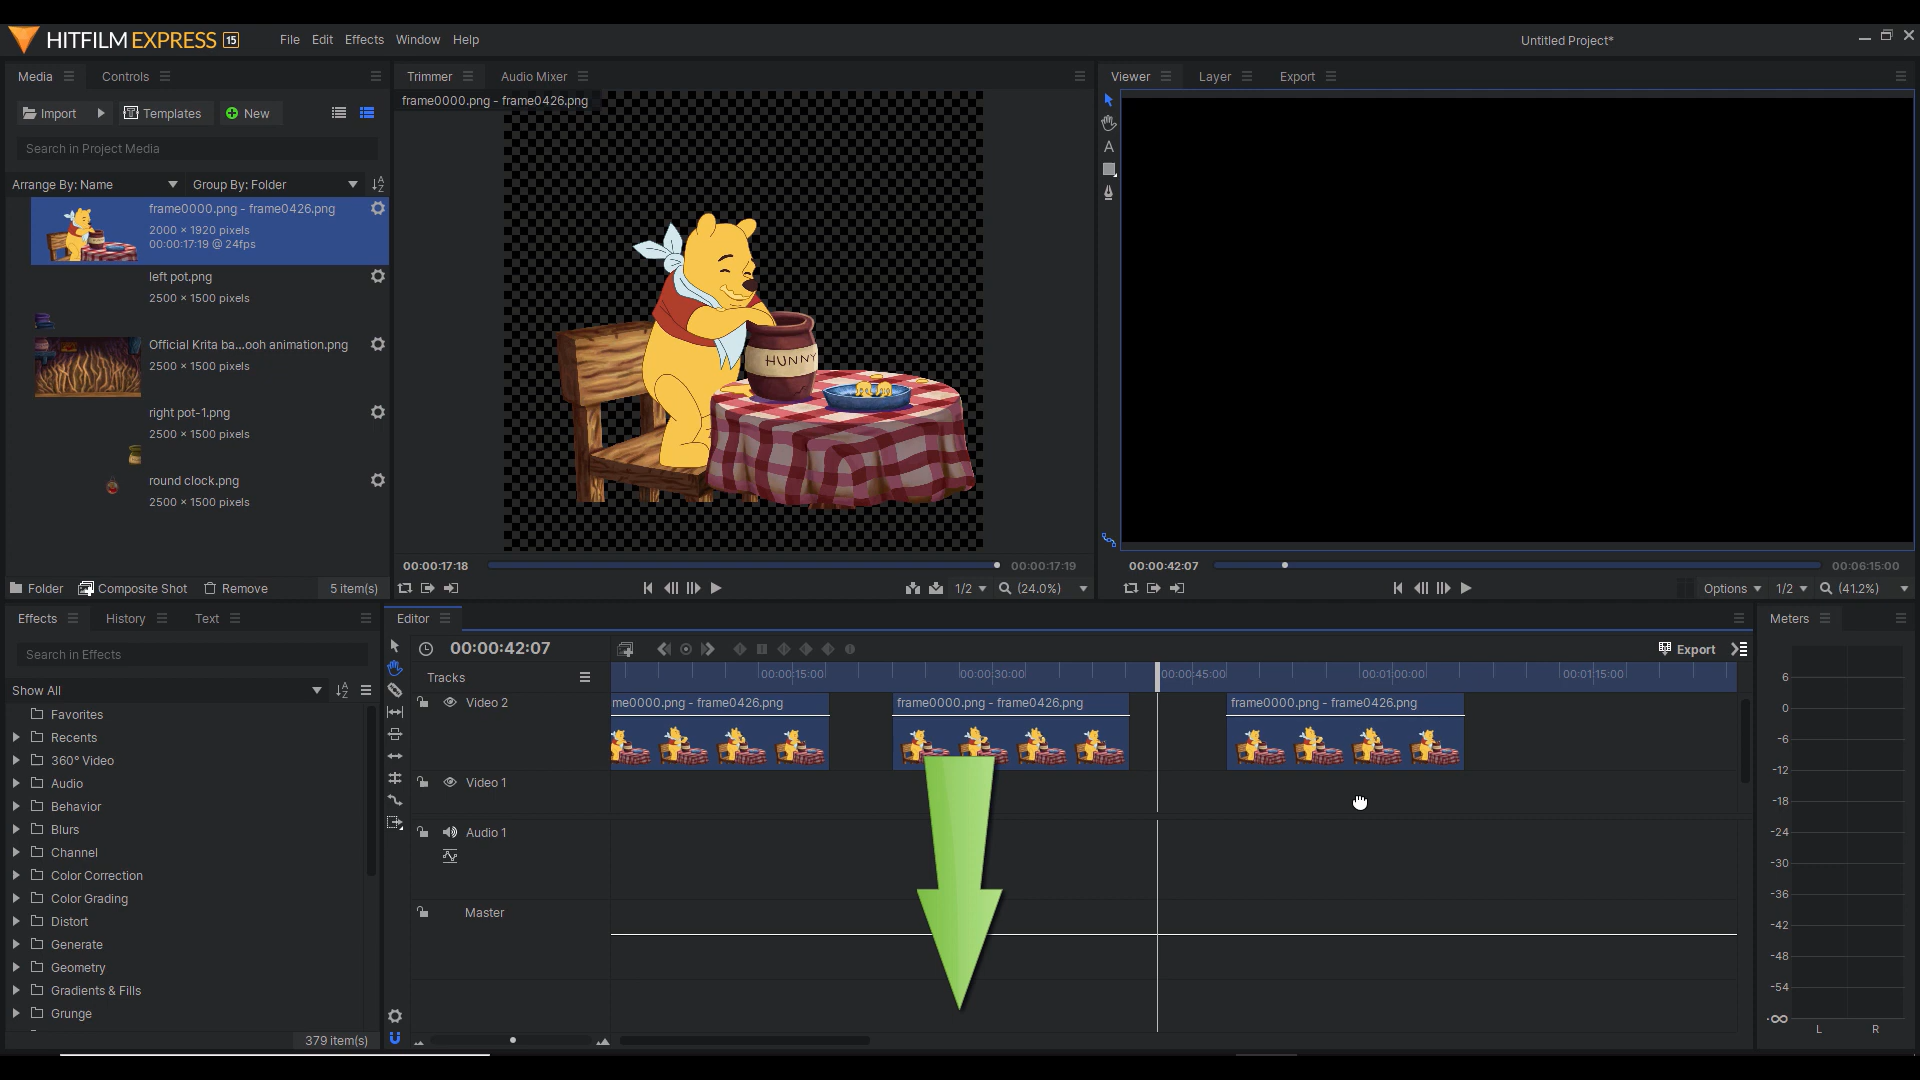 HITFILM EXPRESS 15
File Edit Effects Window Help
Untitled Project*
Media Controls
Import Templates New
Search in Project Media
Arrange By: Name Group By: Folder
frame0000.png - frame0426.png
2000 × 1920 pixels
00:00:17:19 @ 24fps
left pot.png
2500 × 1500 pixels
Official Krita ba...ooh animation.png
2500 × 1500 pixels
right pot-1.png
2500 × 1500 pixels
round clock.png
2500 × 1500 pixels
Folder Composite Shot Remove 5 item(s)
Trimmer Audio Mixer
frame0000.png - frame0426.png
HUNNY
00:00:17:18 00:00:17:19
1/2 (24.0%)
Viewer Layer Export
A
00:00:42:07 00:06:15:00
Options 1/2 (41.2%)
Effects History Text
Search in Effects
Show All
Favorites
Recents
360° Video
Audio
Behavior
Blurs
Channel
Color Correction
Color Grading
Distort
Generate
Geometry
Gradients & Fills
Grunge
379 item(s)
Editor
00:00:42:07 Export
Tracks 00:00:15:00 00:00:30:00 00:00:45:00 00:01:00:00 00:01:15:00
Video 2 me0000.png - frame0426.png frame0000.png - frame0426.png frame0000.png - frame0426.png
Video 1
Audio 1
Master
Meters
6
0
-6
-12
-18
-24
-30
-36
-42
-48
-54
-∞
L R